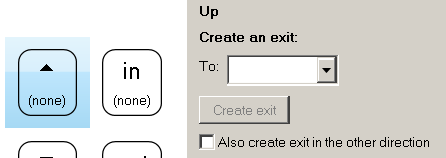 Up
Create an exit:
To:
in
(none)
(none)
Create exit
Also create exit in the other direction